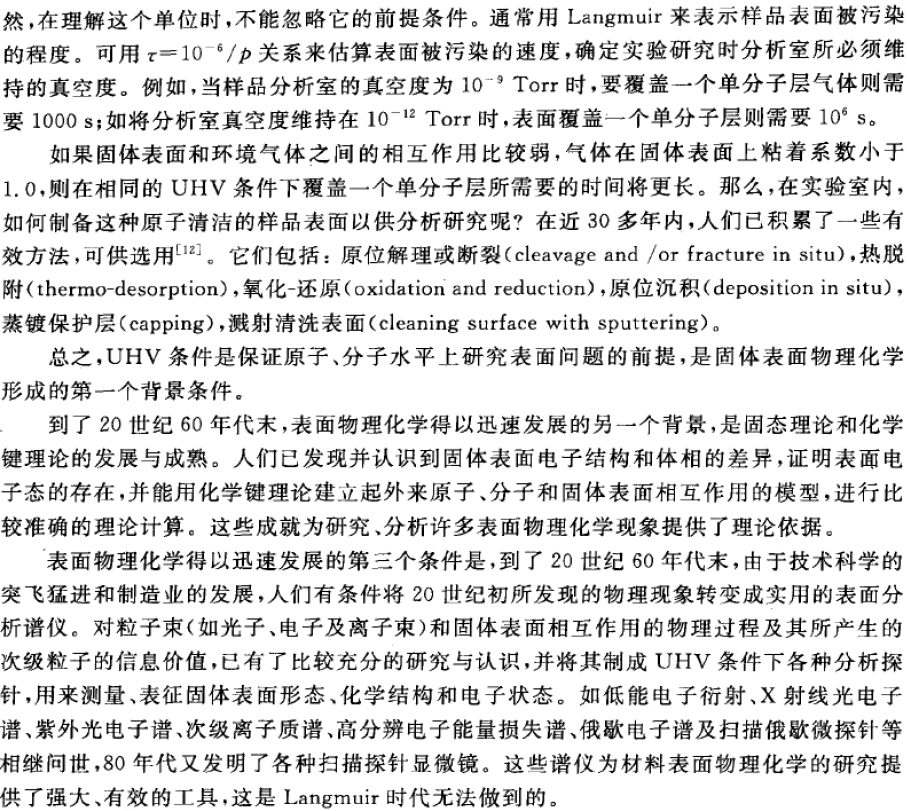 然,在理解这个单位时,不能忽略它的前提条件。通常用 Langmuir 来表示样品表面被污染
的程度。可用 τ=10⁻⁶/p 关系来估算表面被污染的速度,确定实验研究时分析室所必须维
持的真空度。例如,当样品分析室的真空度为 10⁻⁹ Torr 时,要覆盖一个单分子层气体则需
要 1000 s;如将分析室真空度维持在 10⁻¹² Torr 时,表面覆盖一个单分子层则需要 10⁶ s。
如果固体表面和环境气体之间的相互作用比较弱,气体在固体表面上粘着系数小于
1.0,则在相同的 UHV 条件下覆盖一个单分子层所需要的时间将更长。那么,在实验室内,
如何制备这种原子清洁的样品表面以供分析研究呢? 在近 30 多年内,人们已积累了一些有
效方法,可供选用[12]。它们包括: 原位解理或断裂(cleavage and /or fracture in situ),热脱
附(thermo-desorption),氧化-还原(oxidation and reduction),原位沉积(deposition in situ),
蒸镀保护层(capping),溅射清洗表面(cleaning surface with sputtering)。
总之,UHV 条件是保证原子、分子水平上研究表面问题的前提,是固体表面物理化学
形成的第一个背景条件。
到了 20 世纪 60 年代末,表面物理化学得以迅速发展的另一个背景,是固态理论和化学
键理论的发展与成熟。人们已发现并认识到固体表面电子结构和体相的差异,证明表面电
子态的存在,并能用化学键理论建立起外来原子、分子和固体表面相互作用的模型,进行比
较准确的理论计算。这些成就为研究、分析许多表面物理化学现象提供了理论依据。
表面物理化学得以迅速发展的第三个条件是,到了 20 世纪 60 年代末,由于技术科学的
突飞猛进和制造业的发展,人们有条件将 20 世纪初所发现的物理现象转变成实用的表面分
析谱仪。对粒子束(如光子、电子及离子束)和固体表面相互作用的物理过程及其所产生的
次级粒子的信息价值,已有了比较充分的研究与认识,并将其制成 UHV 条件下各种分析探
针,用来测量、表征固体表面形态、化学结构和电子状态。如低能电子衍射、X 射线光电子
谱、紫外光电子谱、次级离子质谱、高分辨电子能量损失谱、俄歇电子谱及扫描俄歇微探针等
相继问世,80 年代又发明了各种扫描探针显微镜。这些谱仪为材料表面物理化学的研究提
供了强大、有效的工具,这是 Langmuir 时代无法做到的。